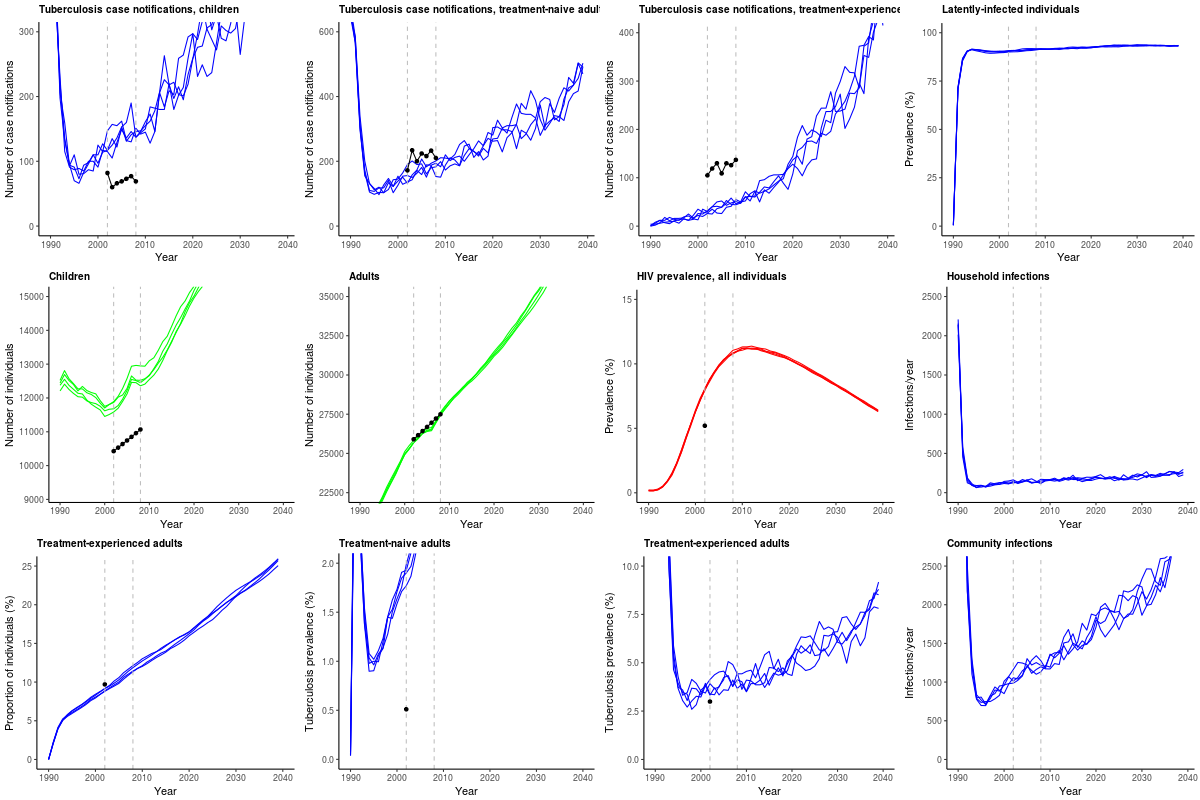 Tuberculosis case notifications, children
Number of case notifications
300
200
100
0
1990 2000 2010 2020 2030 2040
Year
Tuberculosis case notifications, treatment-naive adul
Number of case notifications
600
400
200
0
1990 2000 2010 2020 2030 2040
Year
Tuberculosis case notifications, treatment-experience
Number of case notifications
400
300
200
100
0
1990 2000 2010 2020 2030 2040
Year
Latently-infected individuals
Prevalence (%)
100
75
50
25
0
1990 2000 2010 2020 2030 2040
Year
Children
Number of individuals
15000
14000
13000
12000
11000
10000
9000
1990 2000 2010 2020 2030 2040
Year
Adults
Number of individuals
35000
32500
30000
27500
25000
22500
1990 2000 2010 2020 2030 2040
Year
HIV prevalence, all individuals
Prevalence (%)
15
10
5
0
1990 2000 2010 2020 2030 2040
Year
Household infections
Infections/year
2500
2000
1500
1000
500
0
1990 2000 2010 2020 2030 2040
Year
Treatment-experienced adults
Proportion of individuals (%)
25
20
15
10
5
0
1990 2000 2010 2020 2030 2040
Year
Treatment-naive adults
Tuberculosis prevalence (%)
2.0
1.5
1.0
0.5
0.0
1990 2000 2010 2020 2030 2040
Year
Treatment-experienced adults
Tuberculosis prevalence (%)
10.0
7.5
5.0
2.5
0.0
1990 2000 2010 2020 2030 2040
Year
Community infections
Infections/year
2500
2000
1500
1000
500
0
1990 2000 2010 2020 2030 2040
Year